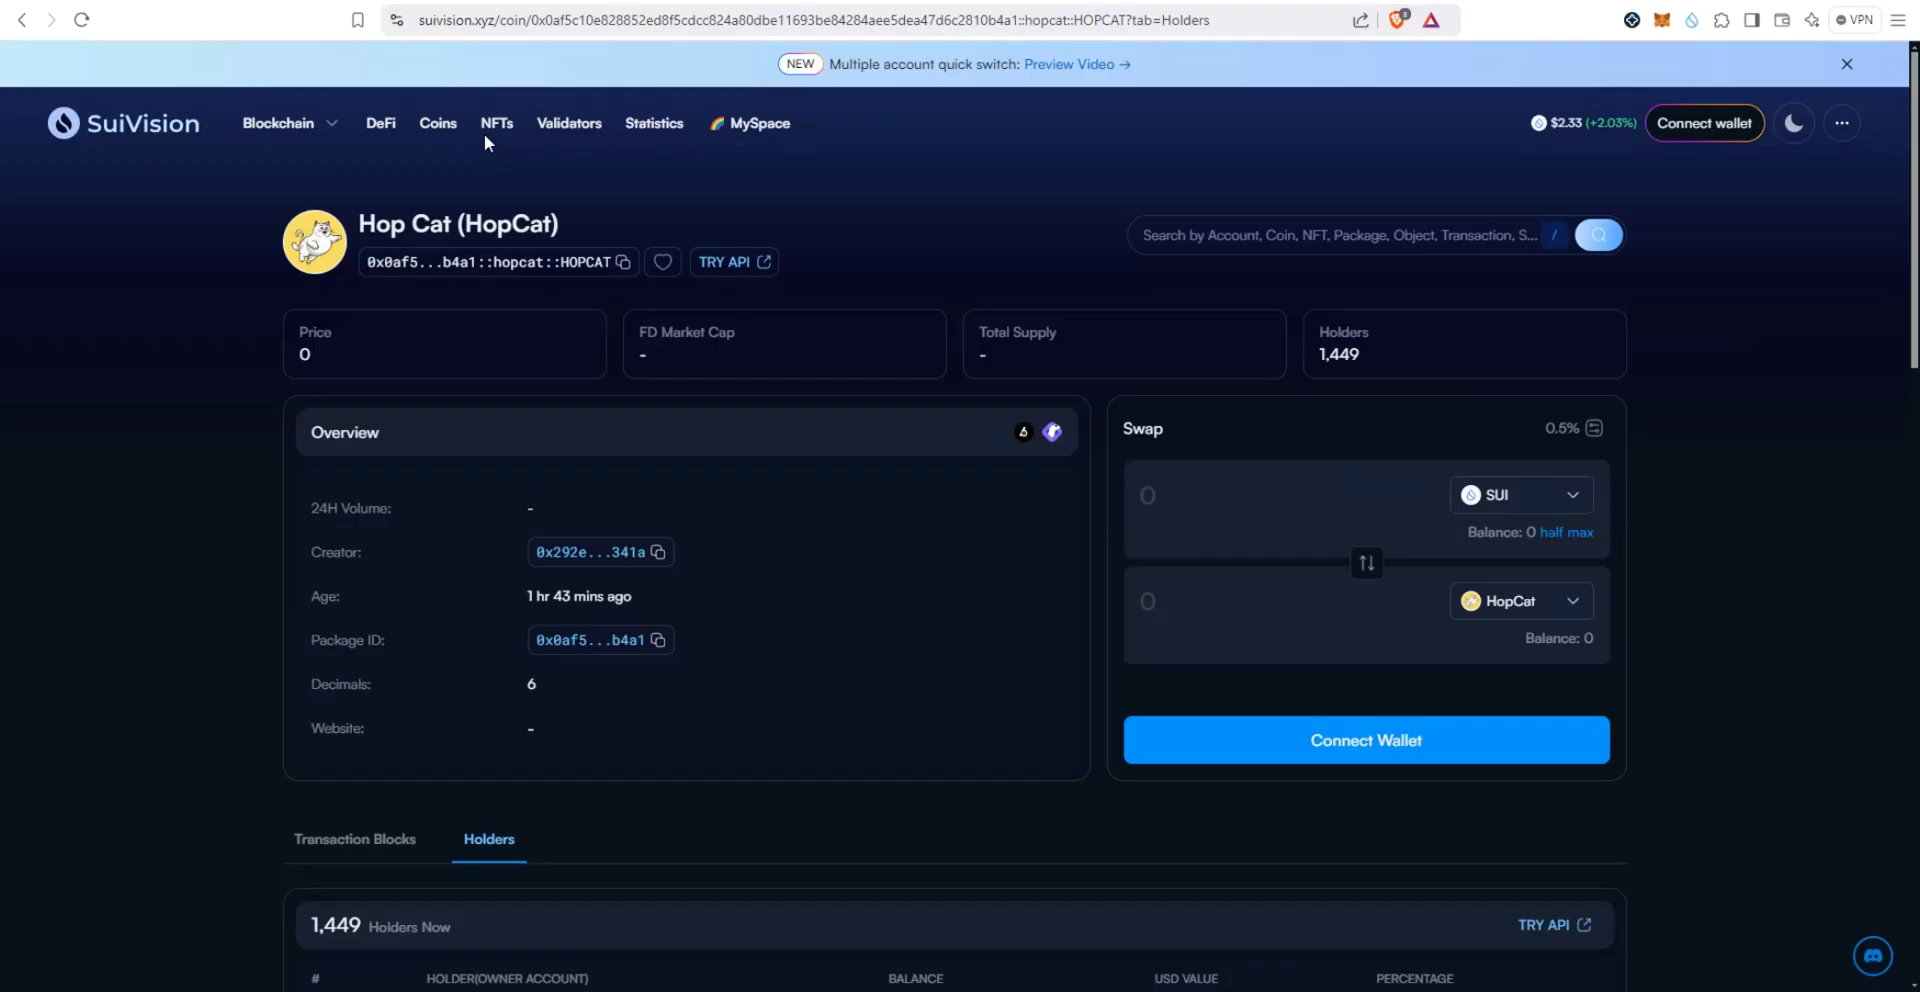 suivision.xyz/coin/0x0af5c10e828852ed8f5cdcc824a80dbe11693be84284aee5dea47d6c2810b4a1::hopcat::HOPCAT?tab=Holders
3
VPN
NEW Multiple account quick switch: Preview Video →
SuiVision
Blockchain
DeFi
Coins
NFTs
Validators
Statistics
MySpace
$2.33 (+2.03%)
Connect wallet
Hop Cat (HopCat)
0x0af5...b4a1::hopcat::HOPCAT
TRY API
Search by Account, Coin, NFT, Package, Object, Transaction, S...
/
Price
0
FD Market Cap
-
Total Supply
-
Holders
1,449
Overview
24H Volume: -
Creator: 0x292e...341a
Age: 1 hr 43 mins ago
Package ID: 0x0af5...b4a1
Decimals: 6
Website: -
Swap
0.5%
0
SUI
Balance: 0 half max
0
HopCat
Balance: 0
Connect Wallet
Transaction Blocks
Holders
1,449 Holders Now
TRY API
# HOLDER(OWNER ACCOUNT) BALANCE USD VALUE PERCENTAGE